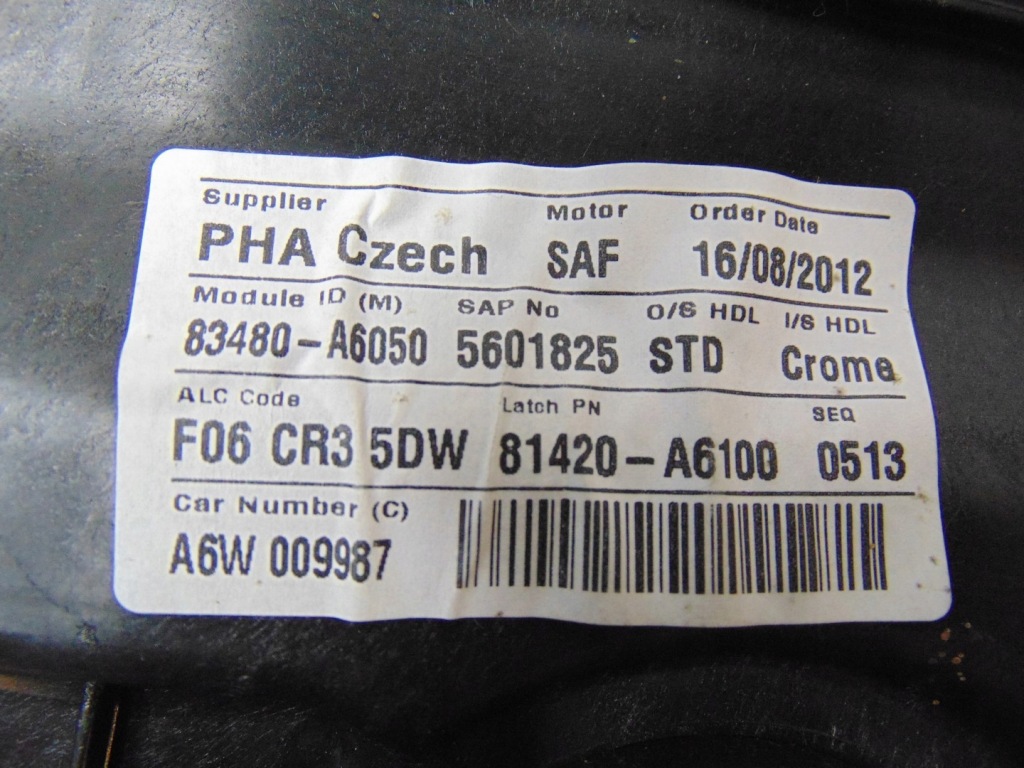 Supplier Motor Order Date
PHA Czech SAF 16/08/2012
Module ID (M) SAP No O/S HDL I/S HDL
83480-A6050 5601825 STD Crome
ALC Code Latch PN SEQ
F06 CR3 5DW 81420-A6100 0513
Car Number (C)
A6W 009987